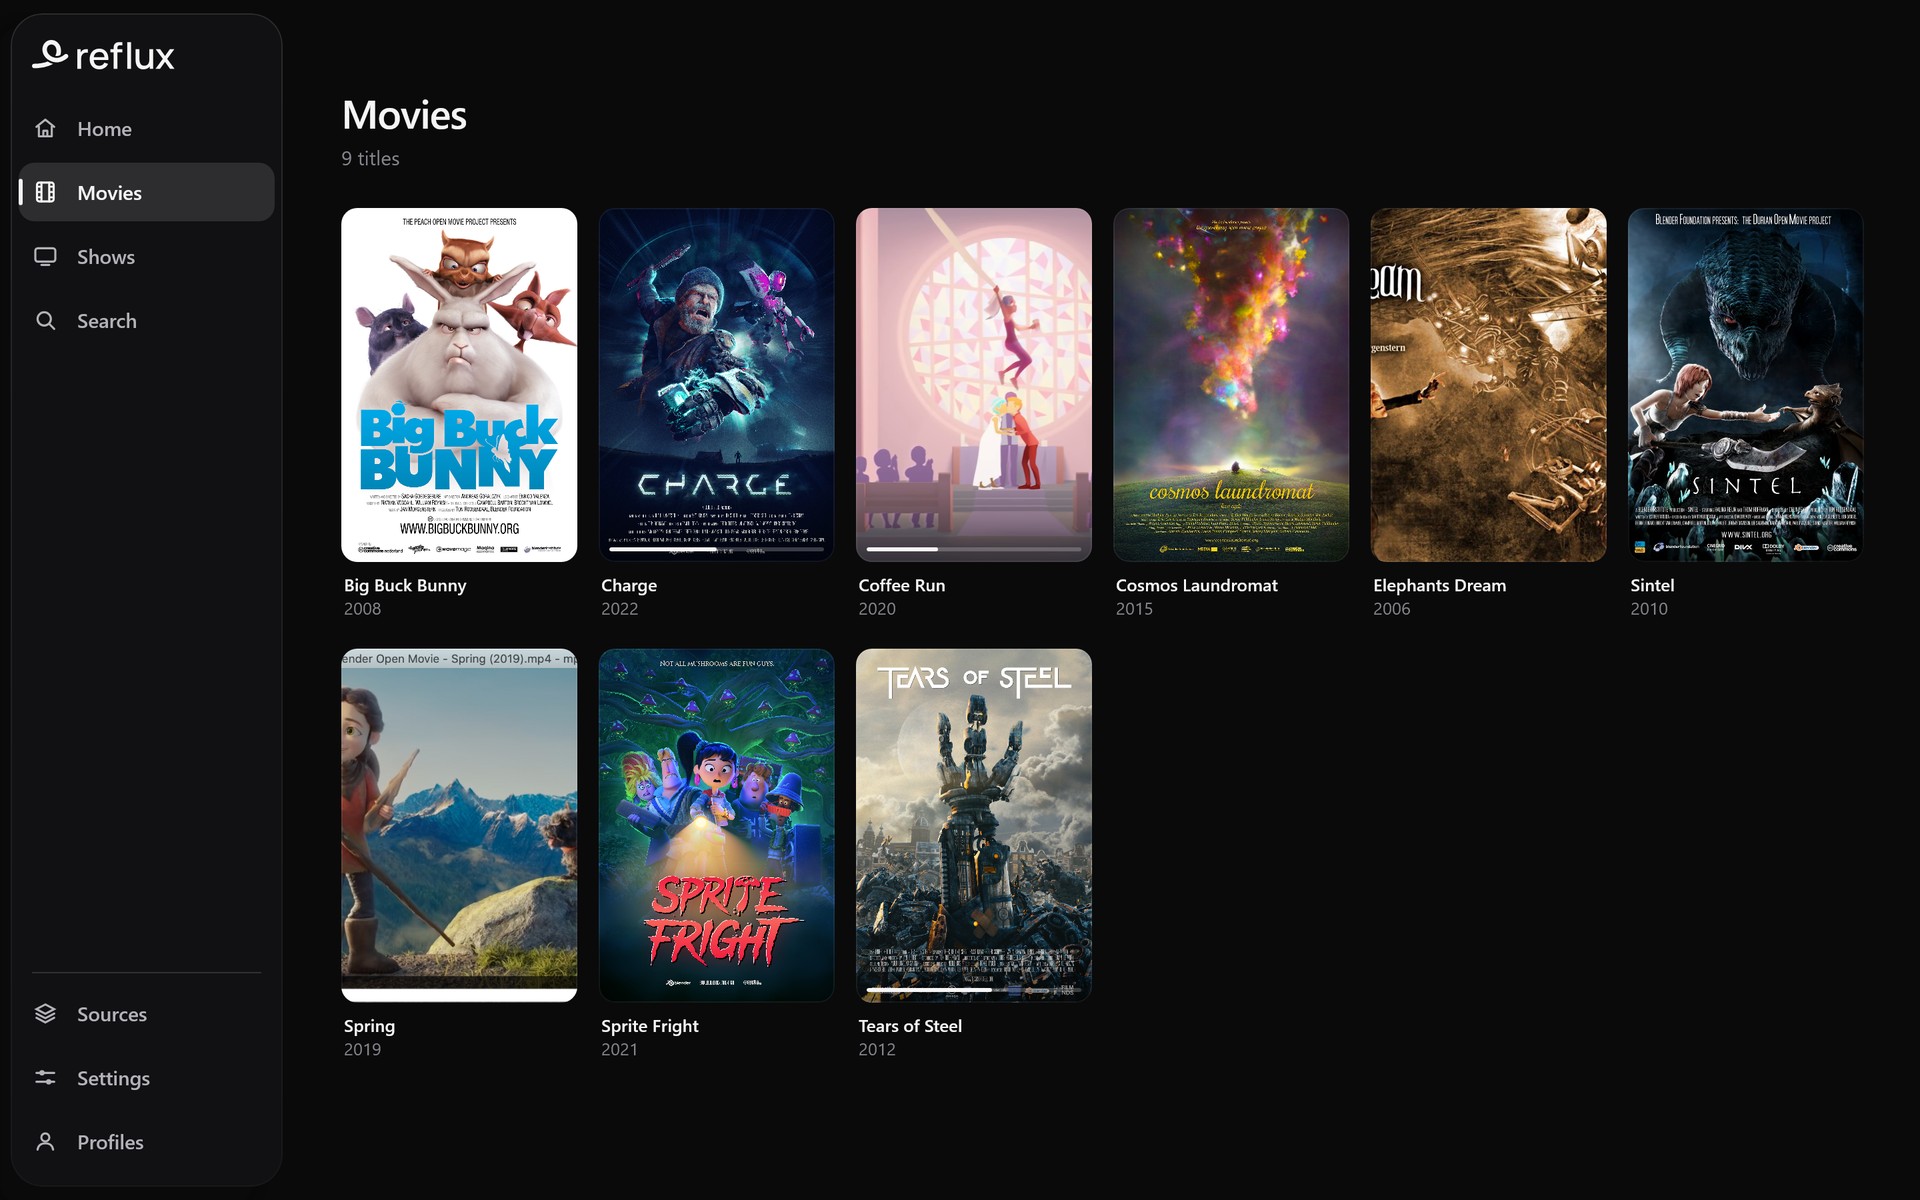 reflux
Home
Movies
Shows
Search
Sources
Settings
Profiles
Movies
9 titles
THE PEACH OPEN MOVIE PROJECT PRESENTS
Big Buck
BUNNY
WWW.BIGBUCKBUNNY.ORG
Big Buck Bunny
2008
CHARGE
Charge
2022
Coffee Run
2020
cosmos laundromat
Cosmos Laundromat
2015
eam
genstern
Elephants Dream
2006
BLENDER FOUNDATION PRESENTS: THE DURIAN OPEN MOVIE PROJECT
SINTEL
WWW.SINTEL.ORG
Sintel
2010
ender Open Movie - Spring (2019).mp4 - mp
Spring
2019
NOT ALL MUSHROOMS ARE FUN GUYS.
SPRITE
FRIGHT
Sprite Fright
2021
TEARS OF STEEL
Tears of Steel
2012